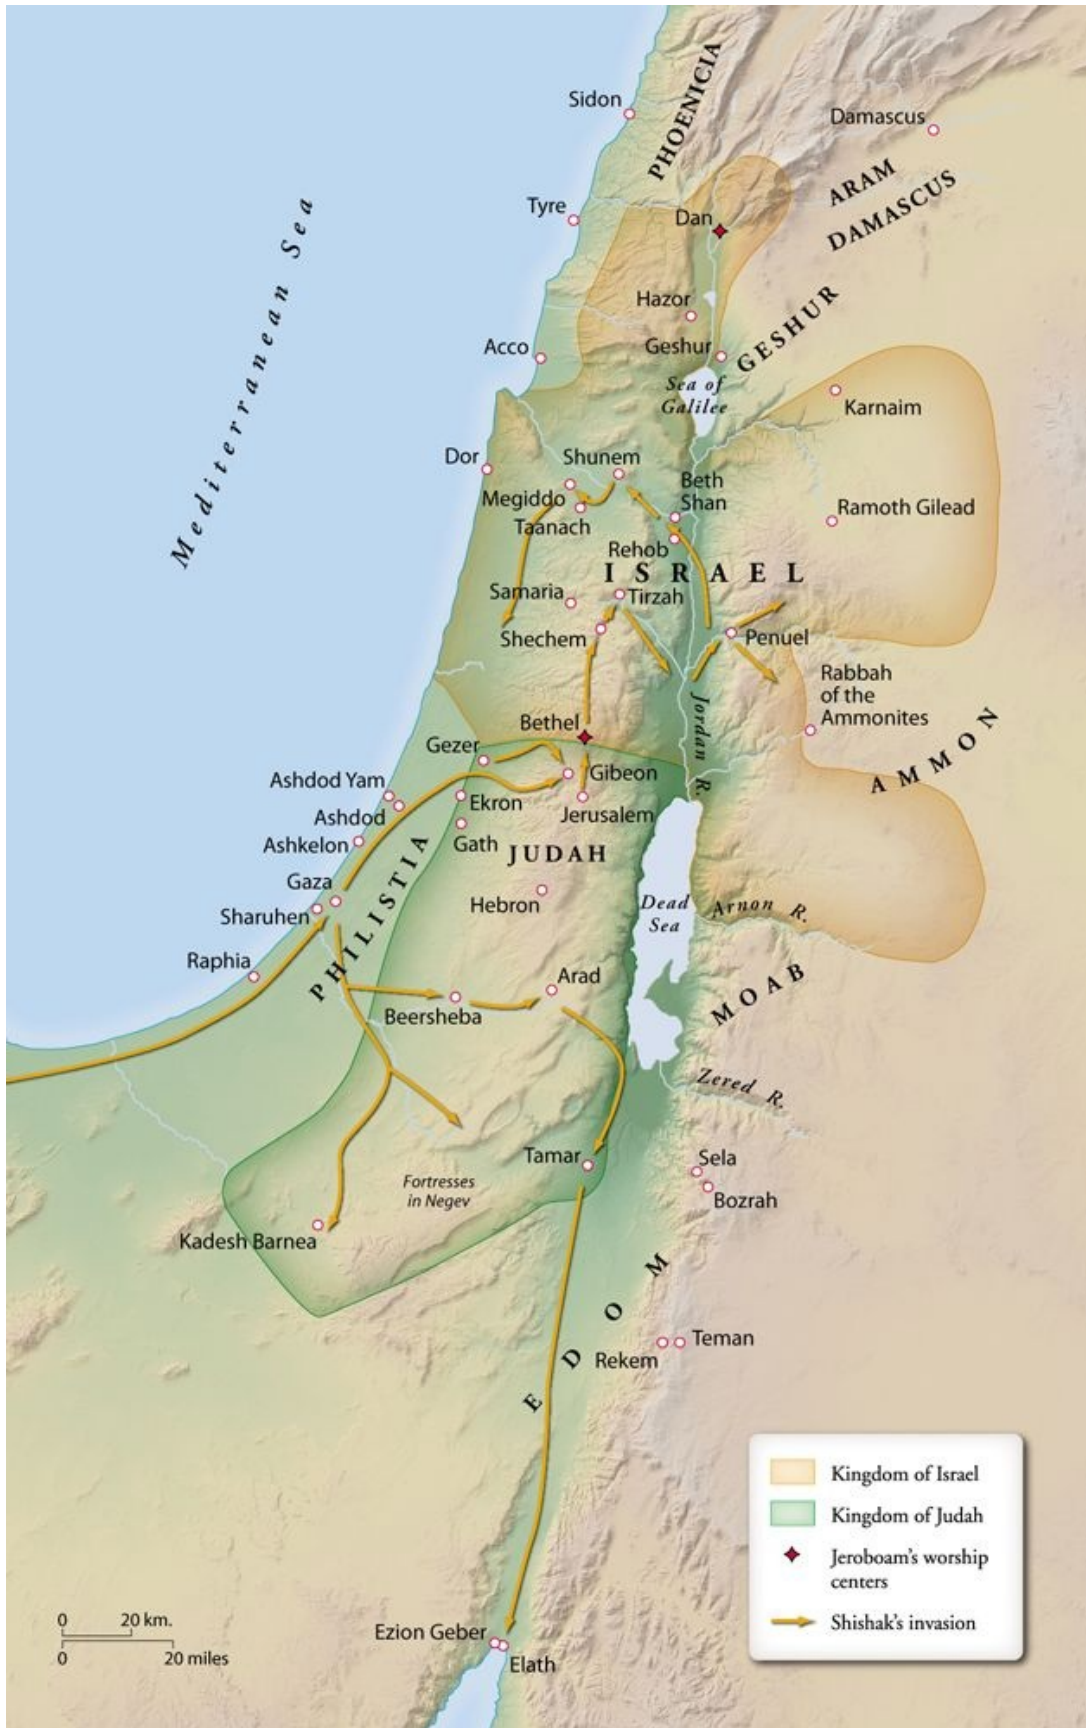 PHOENICIA
Sidon
Damascus
ARAM
DAMASCUS
Tyre
Dan
Mediterranean Sea
Hazor
GESHUR
Acco
Geshur
Sea of
Galilee
Karnaim
Dor
Shunem
Megiddo
Beth
Shan
Taanach
Ramoth Gilead
Rehob
ISRAEL
Samaria
Tirzah
Shechem
Penuel
Rabbah
of the
Ammonites
Jordan R.
Bethel
AMMON
Gezer
Gibeon
Ashdod Yam
Ekron
Jerusalem
Ashdod
Ashkelon
Gath
JUDAH
PHILISTIA
Gaza
Hebron
Dead
Sea
Arnon R.
Sharuhen
Raphia
Arad
MOAB
Beersheba
Zered R.
Tamar
Sela
Fortresses
in Negev
Bozrah
Kadesh Barnea
EDOM
Teman
Rekem
Kingdom of Israel
Kingdom of Judah
Jeroboam's worship
centers
Shishak's invasion
0 20 km.
0 20 miles
Ezion Geber
Elath